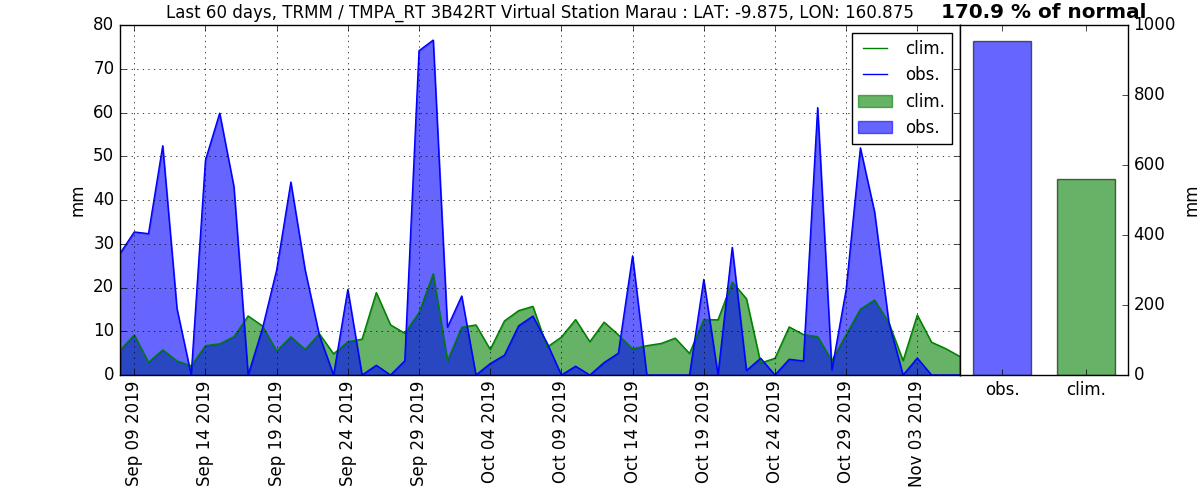 Last 60 days, TRMM / TMPA_RT 3B42RT Virtual Station Marau : LAT: -9.875, LON: 160.875
170.9 % of normal
80
70
60
50
40
30
20
10
0
mm
clim.
obs.
clim.
obs.
1000
800
600
400
200
0
mm
obs.
clim.
Sep 09 2019
Sep 14 2019
Sep 19 2019
Sep 24 2019
Sep 29 2019
Oct 04 2019
Oct 09 2019
Oct 14 2019
Oct 19 2019
Oct 24 2019
Oct 29 2019
Nov 03 2019